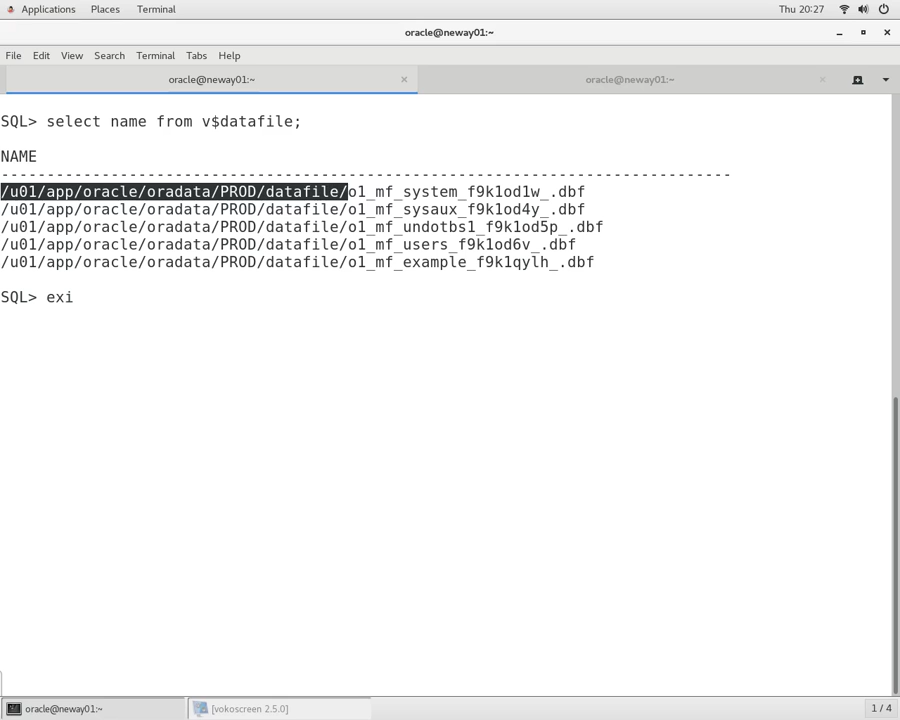 Applications Places Terminal Thu 20:27
oracle@neway01:~
File Edit View Search Terminal Tabs Help
oracle@neway01:~ oracle@neway01:~
SQL> select name from v$datafile;
NAME
--------------------------------------------------------------------------------
/u01/app/oracle/oradata/PROD/datafile/o1_mf_system_f9k1od1w_.dbf
/u01/app/oracle/oradata/PROD/datafile/o1_mf_sysaux_f9k1od4y_.dbf
/u01/app/oracle/oradata/PROD/datafile/o1_mf_undotbs1_f9k1od5p_.dbf
/u01/app/oracle/oradata/PROD/datafile/o1_mf_users_f9k1od6v_.dbf
/u01/app/oracle/oradata/PROD/datafile/o1_mf_example_f9k1qylh_.dbf
SQL> exi
oracle@neway01:~ [vokoscreen 2.5.0] 1 / 4